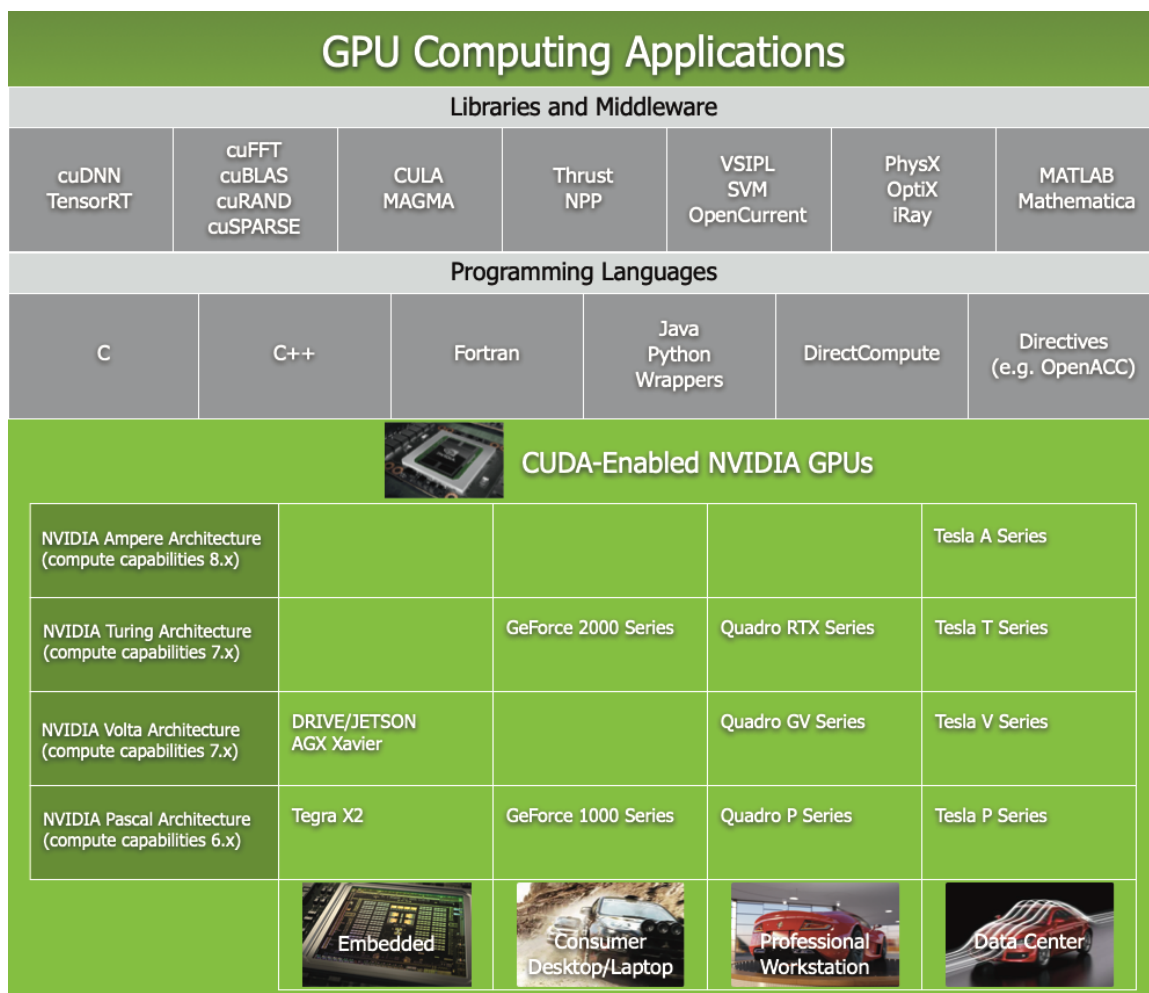 GPU Computing Applications
Libraries and Middleware
cuDNN
TensorRT
cuFFT
cuBLAS
cuRAND
cuSPARSE
CULA
MAGMA
Thrust
NPP
VSIPL
SVM
OpenCurrent
PhysX
OptiX
iRay
MATLAB
Mathematica
Programming Languages
C
C++
Fortran
Java
Python
Wrappers
DirectCompute
Directives
(e.g. OpenACC)
CUDA-Enabled NVIDIA GPUs
NVIDIA Ampere Architecture
(compute capabilities 8.x)
Tesla A Series
NVIDIA Turing Architecture
(compute capabilities 7.x)
GeForce 2000 Series
Quadro RTX Series
Tesla T Series
NVIDIA Volta Architecture
(compute capabilities 7.x)
DRIVE/JETSON
AGX Xavier
Quadro GV Series
Tesla V Series
NVIDIA Pascal Architecture
(compute capabilities 6.x)
Tegra X2
GeForce 1000 Series
Quadro P Series
Tesla P Series
Embedded
Consumer
Desktop/Laptop
Professional
Workstation
Data Center